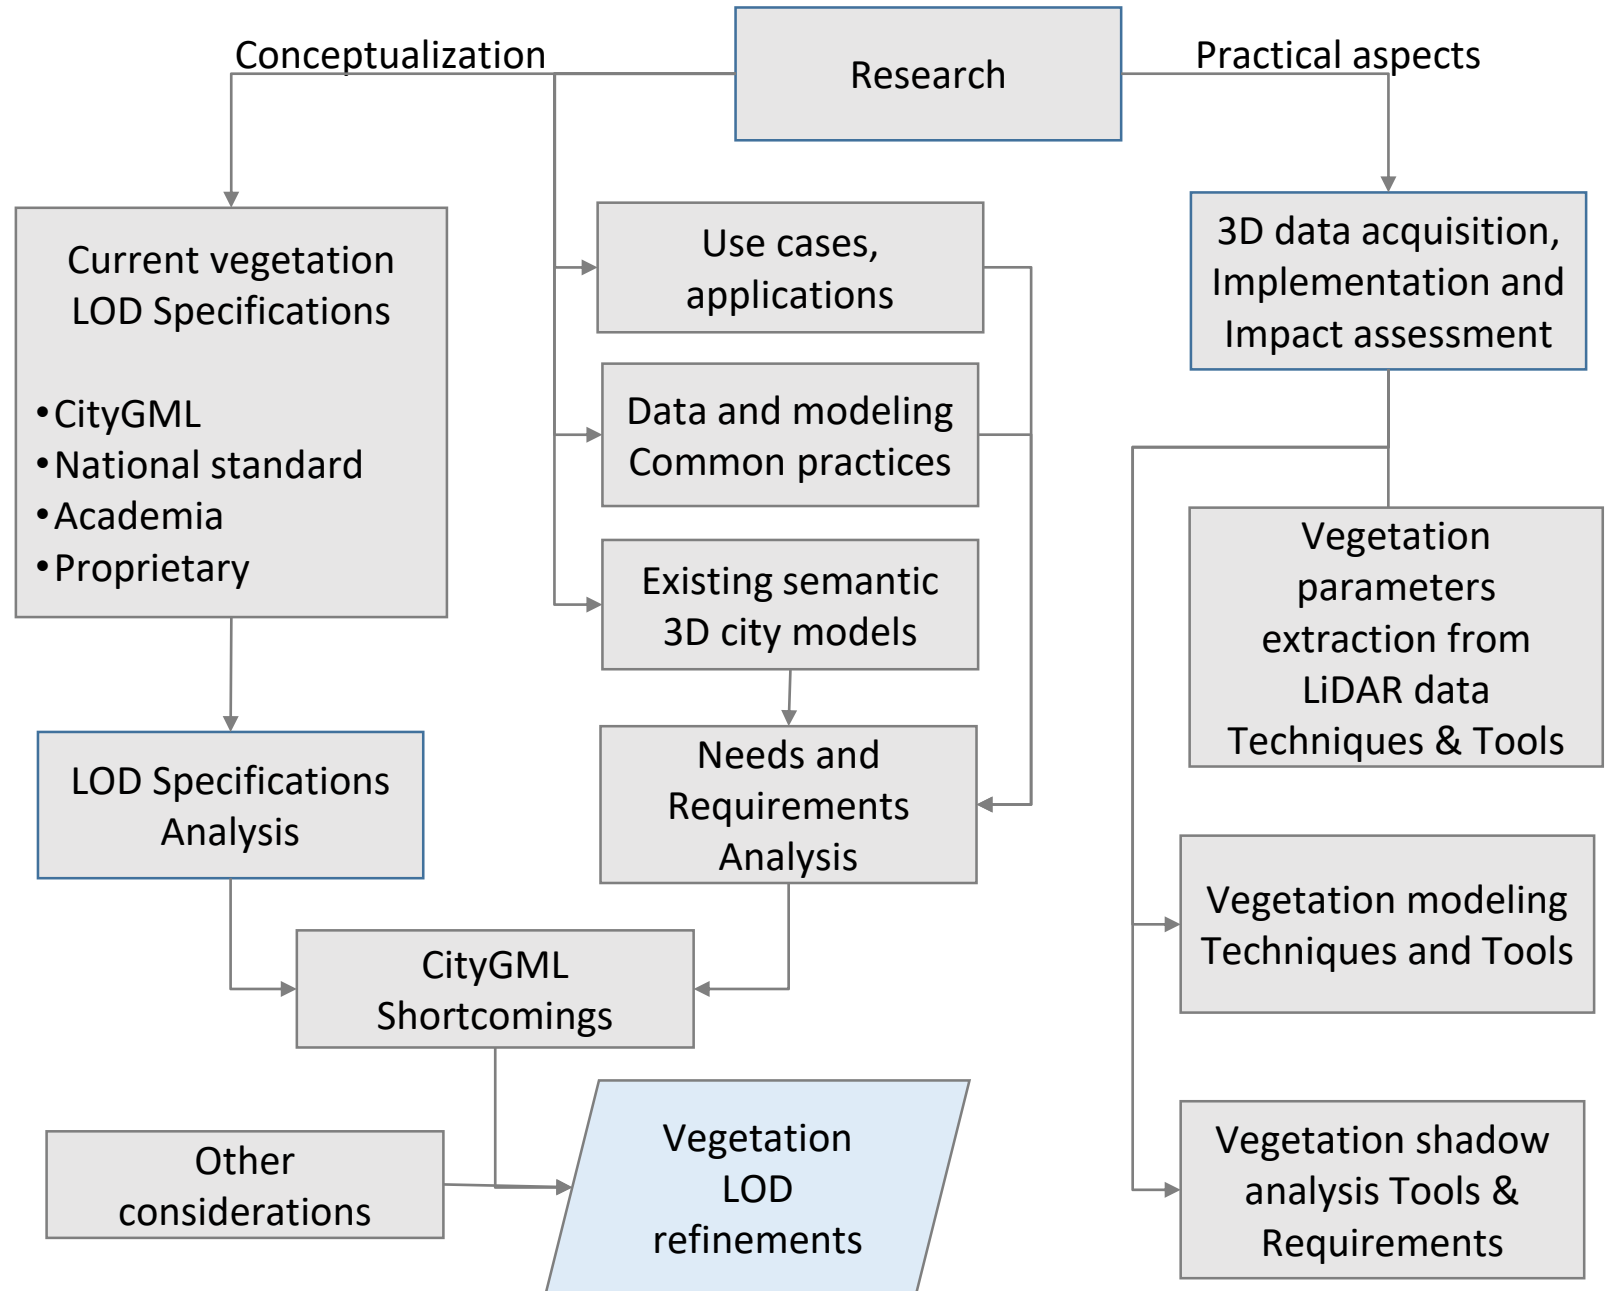 Conceptualization
Research
Practical aspects
Current vegetation
LOD Specifications
•CityGML
•National standard
•Academia
•Proprietary
Use cases,
applications
Data and modeling
Common practices
Existing semantic
3D city models
3D data acquisition,
Implementation and
Impact assessment
Vegetation
parameters
extraction from
LiDAR data
Techniques & Tools
LOD Specifications
Analysis
Needs and
Requirements
Analysis
Vegetation modeling
Techniques and Tools
CityGML
Shortcomings
Other
considerations
Vegetation
LOD
refinements
Vegetation shadow
analysis Tools &
Requirements